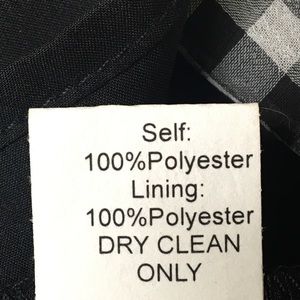 Self:
100%Polyester
Lining:
100%Polyester
DRY CLEAN
ONLY